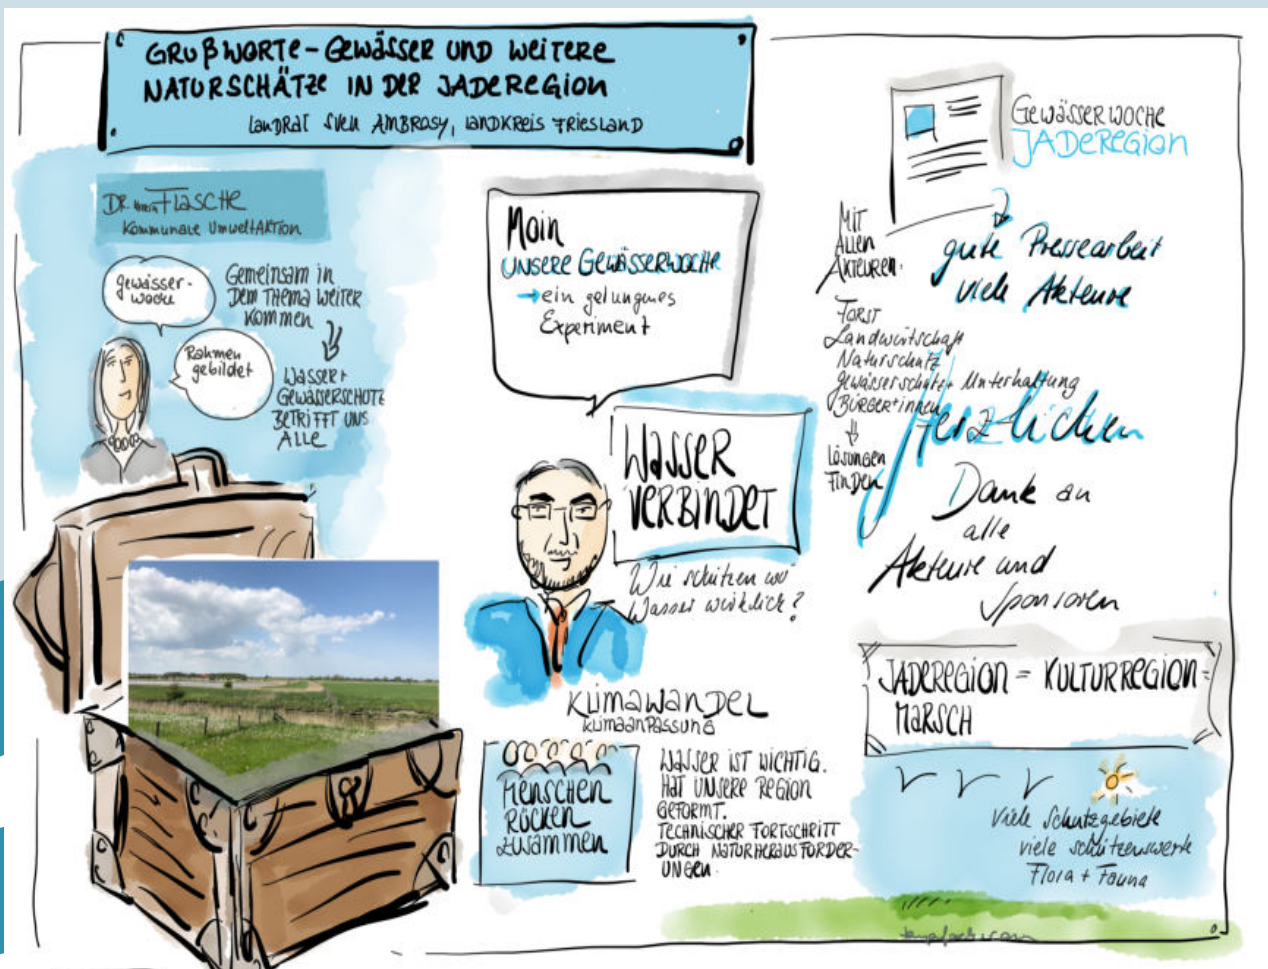 GRUßWORTE-GEWÄSSER UND WEITERE
NATURSCHÄTZE IN DER JADEREGION
LANDRAT SVEN AMBROSY, LANDKREIS FRIESLAND
DR. FLASCHE
KOMMUNALE UMWELTAKTION
Gewässer-
woche
GEMEINSAM IN
DEM THEMA WEITER
KOMMEN
Rahmen
gebildet
WASSER+
GEWÄSSERSCHUTZ
BETRIFFT UNS
ALLE
Moin
UNSERE GEWÄSSERWOCHE
→ ein gelungenes
Experiment
WASSER
VERBINDET
Wie schützen wir
Wasser wirklich?
KLIMAWANDEL
KLIMAANPASSUNG
MENSCHEN
RÜCKEN
ZUSAMMEN
WASSER IST WICHTIG.
HAT UNSERE REGION
GEFORMT.
TECHNISCHER FORTSCHRITT
DURCH NATURHERAUSFORDER-
UNGEN.
GEWÄSSERWOCHE
JADEREGION
gute Pressearbeit
viele Akteure
MIT
ALLEN
AKTEUREN.
FORST
Landwirtschaft
Naturschutz
Gewässerschutz + Unterhaltung
BÜRGER+INNEN
LÖSUNGEN
FINDEN
Herzlichen
Dank an
alle
Akteure und
Sponsoren
JADEREGION = KULTURREGION =
MARSCH
Viele Schutzgebiete
viele schützenswerte
Flora + Fauna